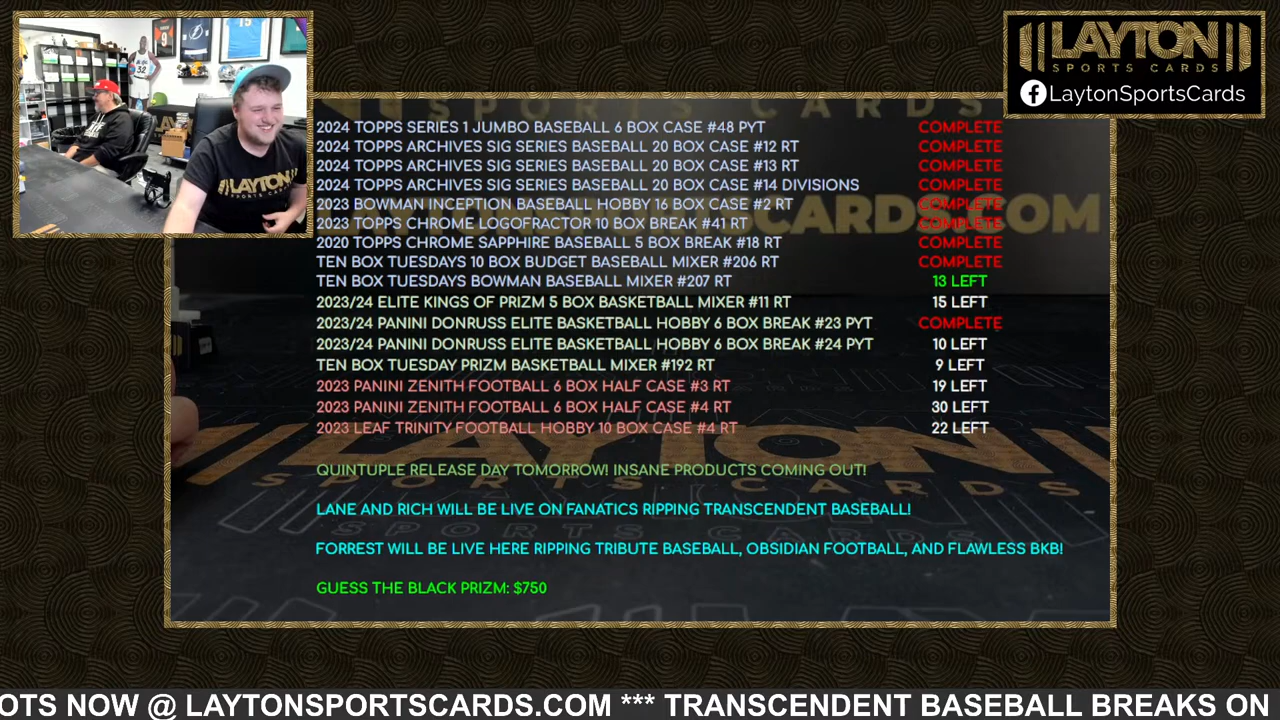 LAYTON
SPORTS CARDS
LaytonSportsCards
2024 TOPPS SERIES 1 JUMBO BASEBALL 6 BOX CASE #48 PYT COMPLETE
2024 TOPPS ARCHIVES SIG SERIES BASEBALL 20 BOX CASE #12 RT COMPLETE
2024 TOPPS ARCHIVES SIG SERIES BASEBALL 20 BOX CASE #13 RT COMPLETE
2024 TOPPS ARCHIVES SIG SERIES BASEBALL 20 BOX CASE #14 DIVISIONS COMPLETE
2023 BOWMAN INCEPTION BASEBALL HOBBY 16 BOX CASE #2 RT COMPLETE
2023 TOPPS CHROME LOGOFRACTOR 10 BOX BREAK #41 RT COMPLETE
2020 TOPPS CHROME SAPPHIRE BASEBALL 5 BOX BREAK #18 RT COMPLETE
TEN BOX TUESDAYS 10 BOX BUDGET BASEBALL MIXER #206 RT COMPLETE
TEN BOX TUESDAYS BOWMAN BASEBALL MIXER #207 RT 13 LEFT
2023/24 ELITE KINGS OF PRIZM 5 BOX BASKETBALL MIXER #11 RT 15 LEFT
2023/24 PANINI DONRUSS ELITE BASKETBALL HOBBY 6 BOX BREAK #23 PYT COMPLETE
2023/24 PANINI DONRUSS ELITE BASKETBALL HOBBY 6 BOX BREAK #24 PYT 10 LEFT
TEN BOX TUESDAY PRIZM BASKETBALL MIXER #192 RT 9 LEFT
2023 PANINI ZENITH FOOTBALL 6 BOX HALF CASE #3 RT 19 LEFT
2023 PANINI ZENITH FOOTBALL 6 BOX HALF CASE #4 RT 30 LEFT
2023 LEAF TRINITY FOOTBALL HOBBY 10 BOX CASE #4 RT 22 LEFT
QUINTUPLE RELEASE DAY TOMORROW! INSANE PRODUCTS COMING OUT!
LANE AND RICH WILL BE LIVE ON FANATICS RIPPING TRANSCENDENT BASEBALL!
FORREST WILL BE LIVE HERE RIPPING TRIBUTE BASEBALL, OBSIDIAN FOOTBALL, AND FLAWLESS BKB!
GUESS THE BLACK PRIZM: $750
OTS NOW @ LAYTONSPORTSCARDS.COM *** TRANSCENDENT BASEBALL BREAKS ON